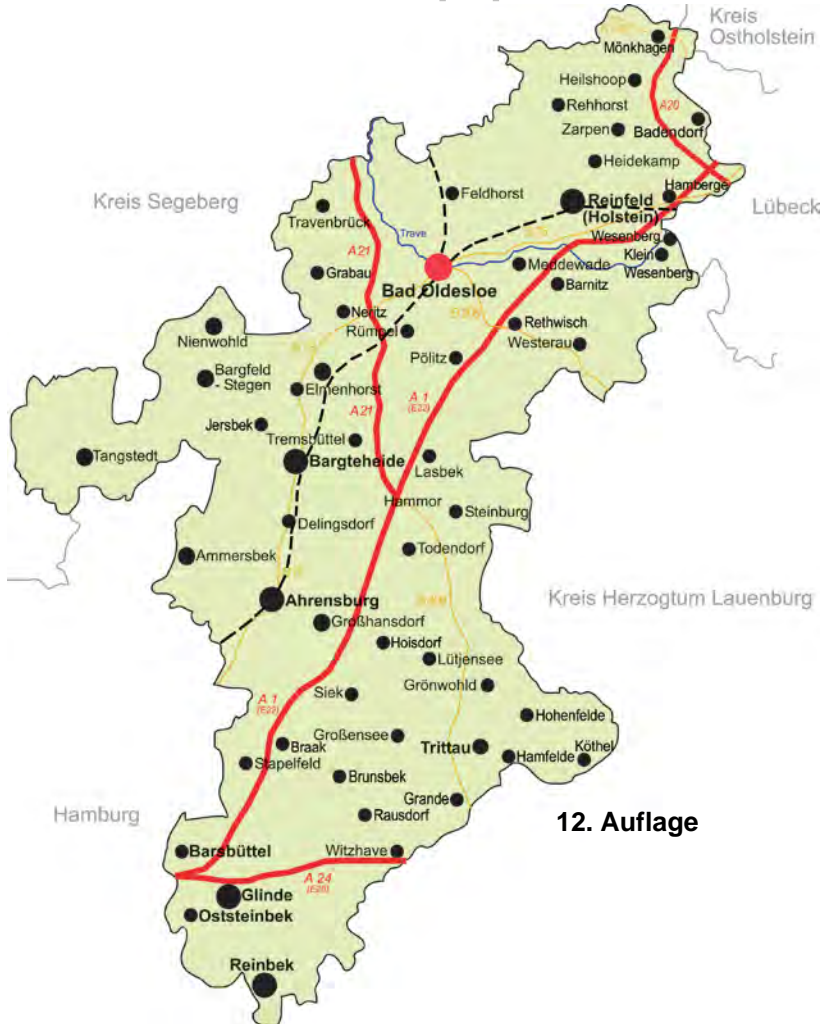 Kreis
Ostholstein
Mönkhagen
Heilshoop
A20
Rehhorst
Zarpen
Badendorf
Heidekamp
Kreis Segeberg
Feldhorst
Hamberge
Reinfeld
(Holstein)
Lübeck
Travenbrück
Trave
A21
Wesenberg
Klein
Wesenberg
Grabau
Meddewade
Bad Oldesloe
Barnitz
Neritz
Rümpel
Rethwisch
Nienwohld
Westerau
Pölitz
Bargfeld
- Stegen
Elmenhorst
A 1
(E22)
A21
Jersbek
Tremsbüttel
Tangstedt
Bargteheide
Lasbek
Hammor
Steinburg
Delingsdorf
Ammersbek
Todendorf
Kreis Herzogtum Lauenburg
Ahrensburg
Großhansdorf
Hoisdorf
Lütjensee
Grönwohld
Siek
A 1
(E22)
Hohenfelde
Großensee
Braak
Trittau
Köthel
Stapelfeld
Hamfelde
Brunsbek
Grande
Hamburg
Rausdorf
12. Auflage
Barsbüttel
Witzhave
A 24
Glinde
Oststeinbek
Reinbek